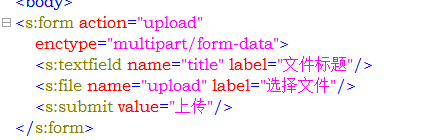 <body>
<s:form action="upload"
enctype="multipart/form-data">
<s:textfield name="title" label="文件标题"/>
<s:file name="upload" label="选择文件"/>
<s:submit value="上传"/>
</s:form>